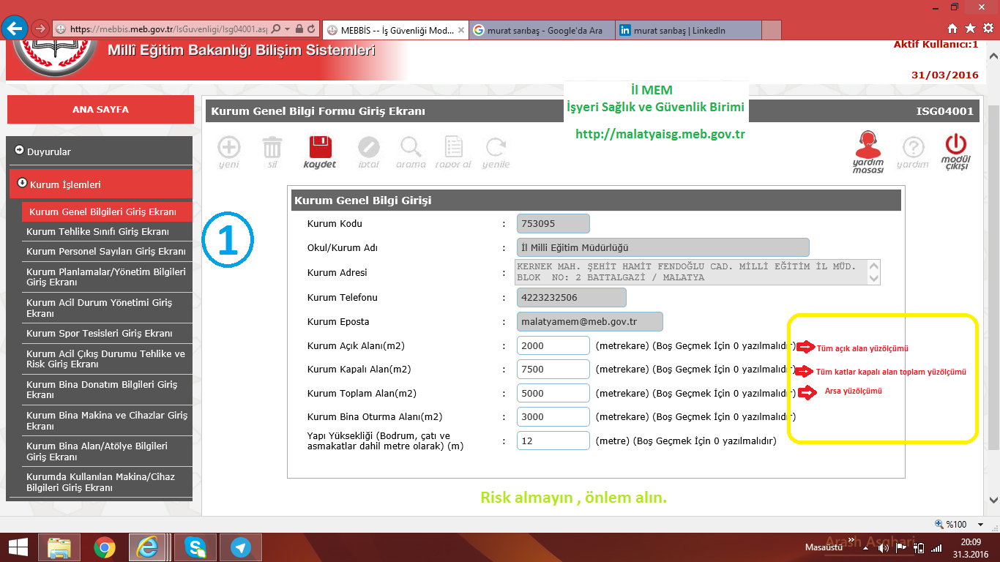 https://mebbis.meb.gov.tr/IsGuvenligi/Isg04001.as
MEBBİS -- İş Güvenliği Mod...
murat sarıbaş - Google'da Ara
murat sarıbaş | LinkedIn
Millî Eğitim Bakanlığı Bilişim Sistemleri
Aktif Kullanıcı:1
31/03/2016
İl MEM
İşyeri Sağlık ve Güvenlik Birimi
http://malatyaisg.meb.gov.tr
ANA SAYFA
Kurum Genel Bilgi Formu Giriş Ekranı
ISG04001
Duyurular
Kurum İşlemleri
Kurum Genel Bilgileri Giriş Ekranı
Kurum Tehlike Sınıfı Giriş Ekranı
Kurum Personel Sayıları Giriş Ekranı
Kurum Planlamalar/Yönetim Bilgileri
Giriş Ekranı
Kurum Acil Durum Yönetimi Giriş
Ekranı
Kurum Spor Tesisleri Giriş Ekranı
Kurum Acil Çıkış Durumu Tehlike ve
Risk Giriş Ekranı
Kurum Bina Donatım Bilgileri Giriş
Ekranı
Kurum Bina Makina ve Cihazlar Giriş
Ekranı
Kurum Bina Alan/Atölye Bilgileri
Giriş Ekranı
Kurumda Kullanılan Makina/Cihaz
Bilgileri Giriş Ekranı
yeni
sil
kaydet
iptal
arama
rapor al
yenile
yardım
masası
yardım
modül
çıkışı
1
Kurum Genel Bilgi Girişi
Kurum Kodu : 753095
Okul/Kurum Adı : İl Milli Eğitim Müdürlüğü
Kurum Adresi : KERNEK MAH. ŞEHİT HAMİT FENDOĞLU CAD. MİLLİ EĞİTİM İL MÜD.
BLOK NO: 2 BATTALGAZİ / MALATYA
Kurum Telefonu : 4223232506
Kurum Eposta : malatyamem@meb.gov.tr
Kurum Açık Alanı(m2) : 2000 (metrekare) (Boş Geçmek İçin 0 yazılmalıdır) Tüm açık alan yüzölçümü
Kurum Kapalı Alan(m2) : 7500 (metrekare) (Boş Geçmek İçin 0 yazılmalıdır) Tüm katlar kapalı alan toplam yüzölçümü
Kurum Toplam Alan(m2) : 5000 (metrekare) (Boş Geçmek İçin 0 yazılmalıdır) Arsa yüzölçümü
Kurum Bina Oturma Alanı(m2) : 3000 (metrekare) (Boş Geçmek İçin 0 yazılmalıdır)
Yapı Yüksekliği (Bodrum, çatı ve
asmakatlar dahil metre olarak) (m) : 12 (metre) (Boş Geçmek İçin 0 yazılmalıdır)
Risk almayın , önlem alın.
%100
Masaüstü
Arash Asghari
20:09
31.3.2016